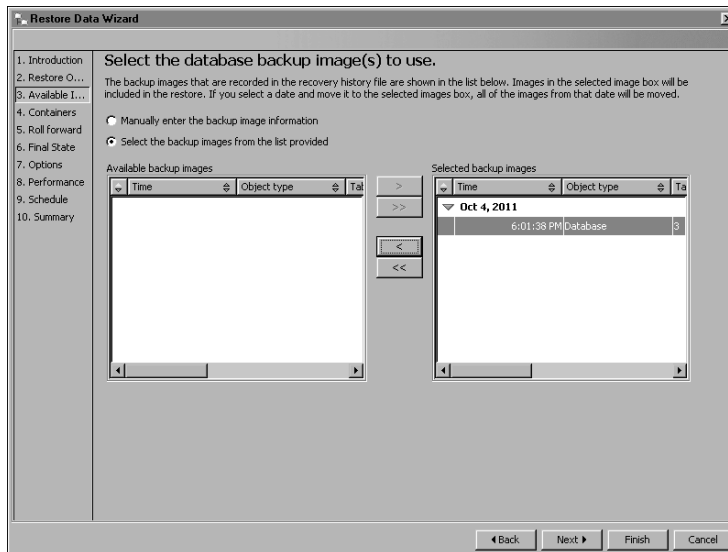 Restore Data Wizard
1. Introduction
2. Restore O...
3. Available I...
4. Containers
5. Roll forward
6. Final State
7. Options
8. Performance
9. Schedule
10. Summary
Select the database backup image(s) to use.
The backup images that are recorded in the recovery history file are shown in the list below. Images in the selected image box will be
included in the restore. If you select a date and move it to the selected images box, all of the images from that date will be moved.
Manually enter the backup image information
Select the backup images from the list provided
Available backup images
Time Object type Tab
>
>>
<
<<
Selected backup images
Time Object type Ta
Oct 4, 2011
6:01:38 PM Database 3
Back Next Finish Cancel